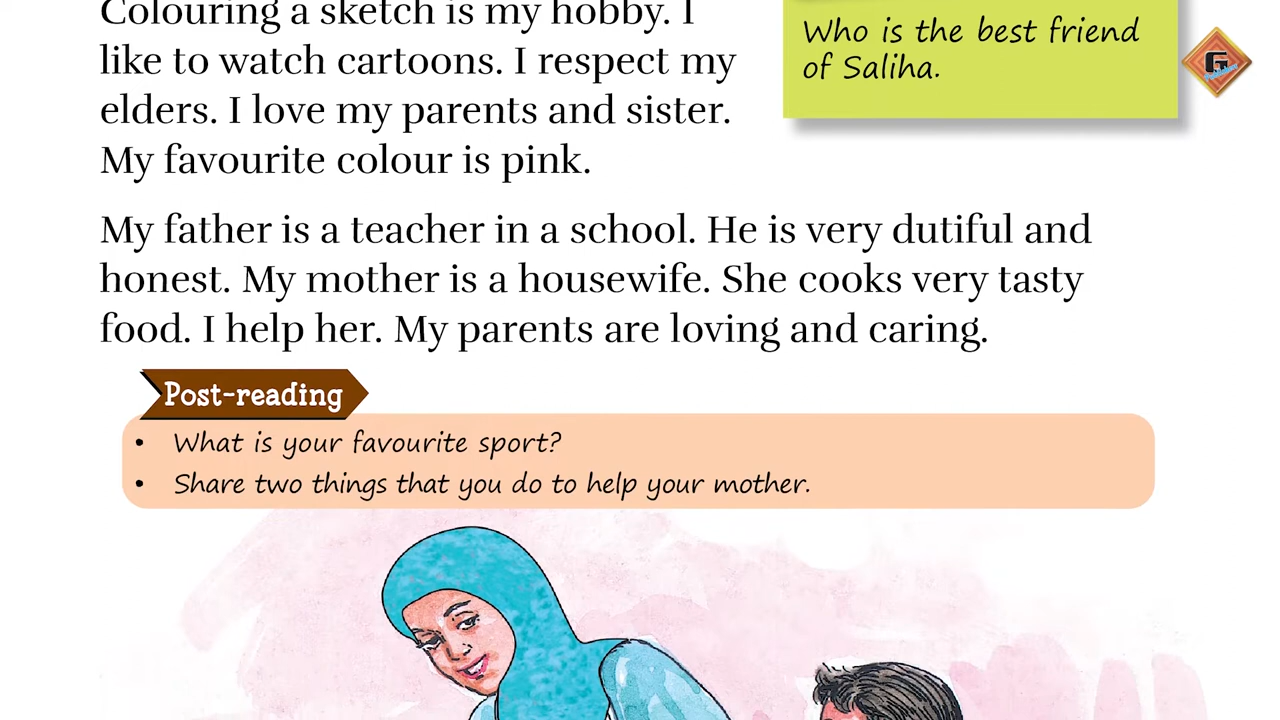 Colouring a sketch is my hobby. I
like to watch cartoons. I respect my
elders. I love my parents and sister.
My favourite colour is pink.
Who is the best friend
of Saliha.
G
My father is a teacher in a school. He is very dutiful and
honest. My mother is a housewife. She cooks very tasty
food. I help her. My parents are loving and caring.
Post-reading
• What is your favourite sport?
• Share two things that you do to help your mother.